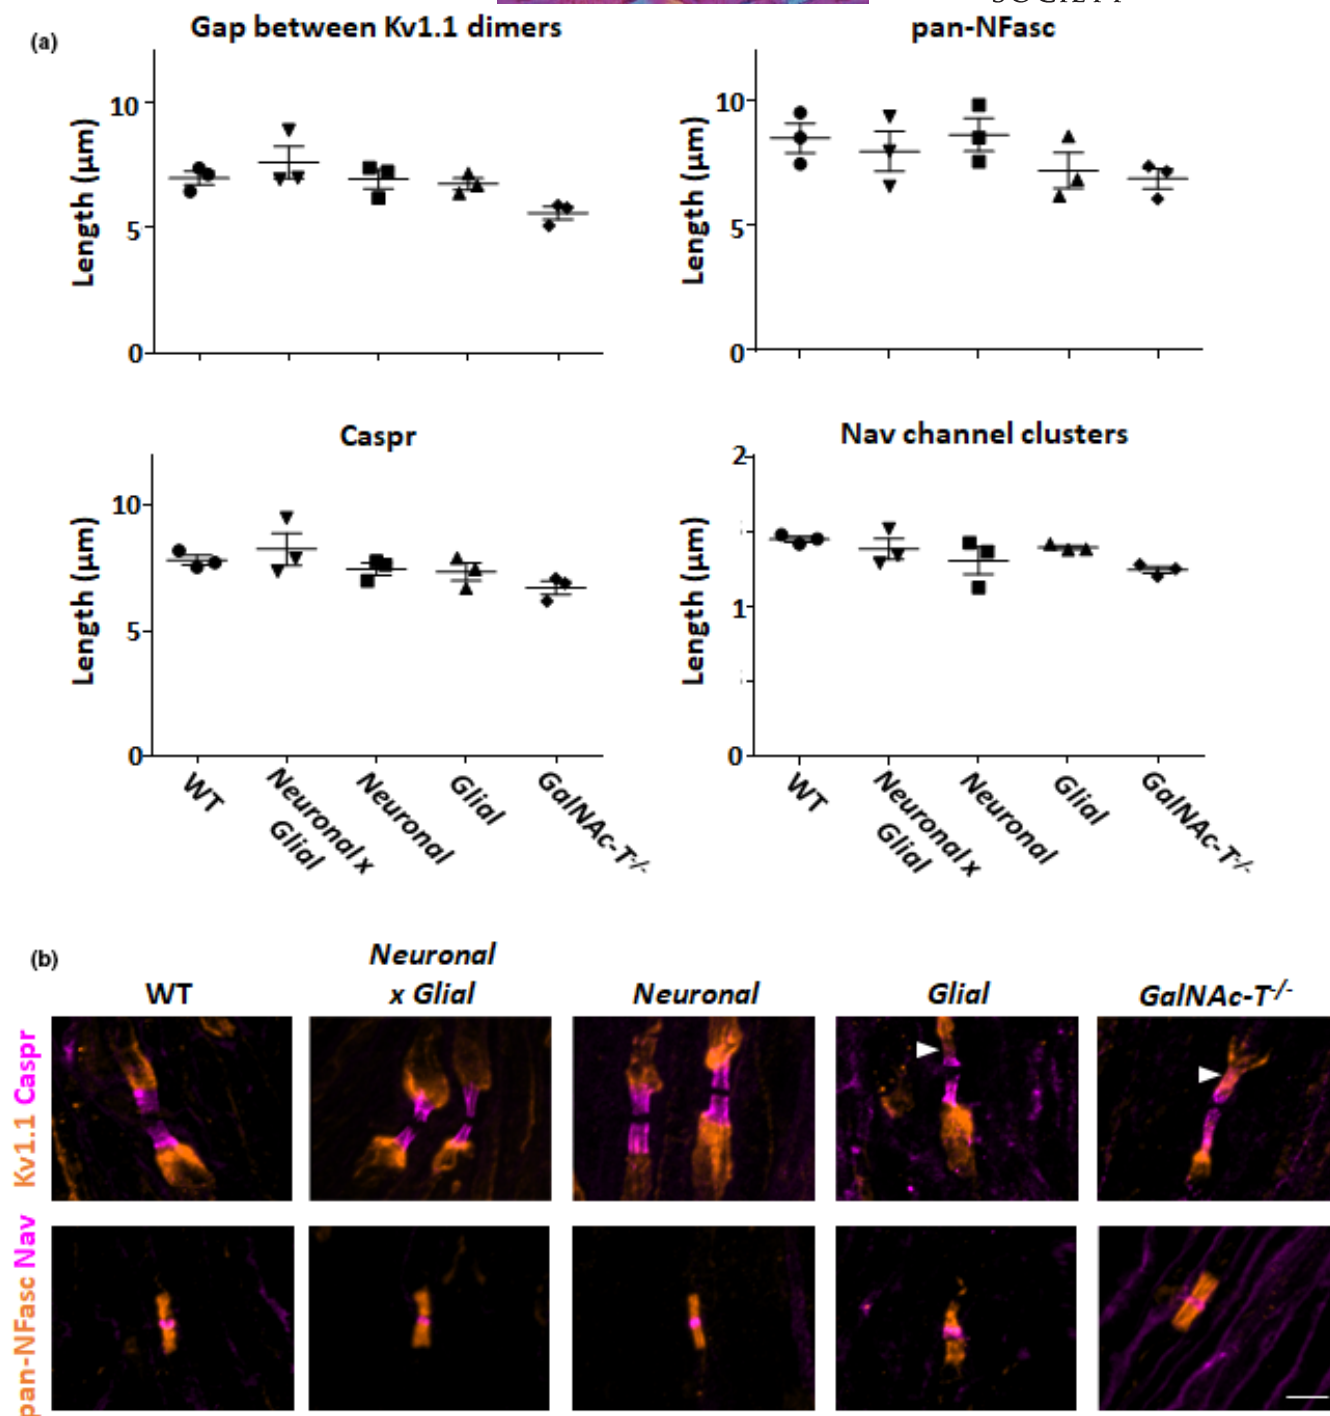 (a)
Gap between Kv1.1 dimers
Length (µm)
10
5
0
pan-NFasc
Length (µm)
10
5
0
Caspr
Length (µm)
10
5
0
WT
Neuronal x
Glial
Neuronal
Glial
GalNAc-T-/-
Nav channel clusters
Length (µm)
2
1
0
WT
Neuronal x
Glial
Neuronal
Glial
GalNAc-T-/-
(b)
WT
Neuronal
x Glial
Neuronal
Glial
GalNAc-T-/-
Kv1.1 Caspr
pan-NFasc Nav